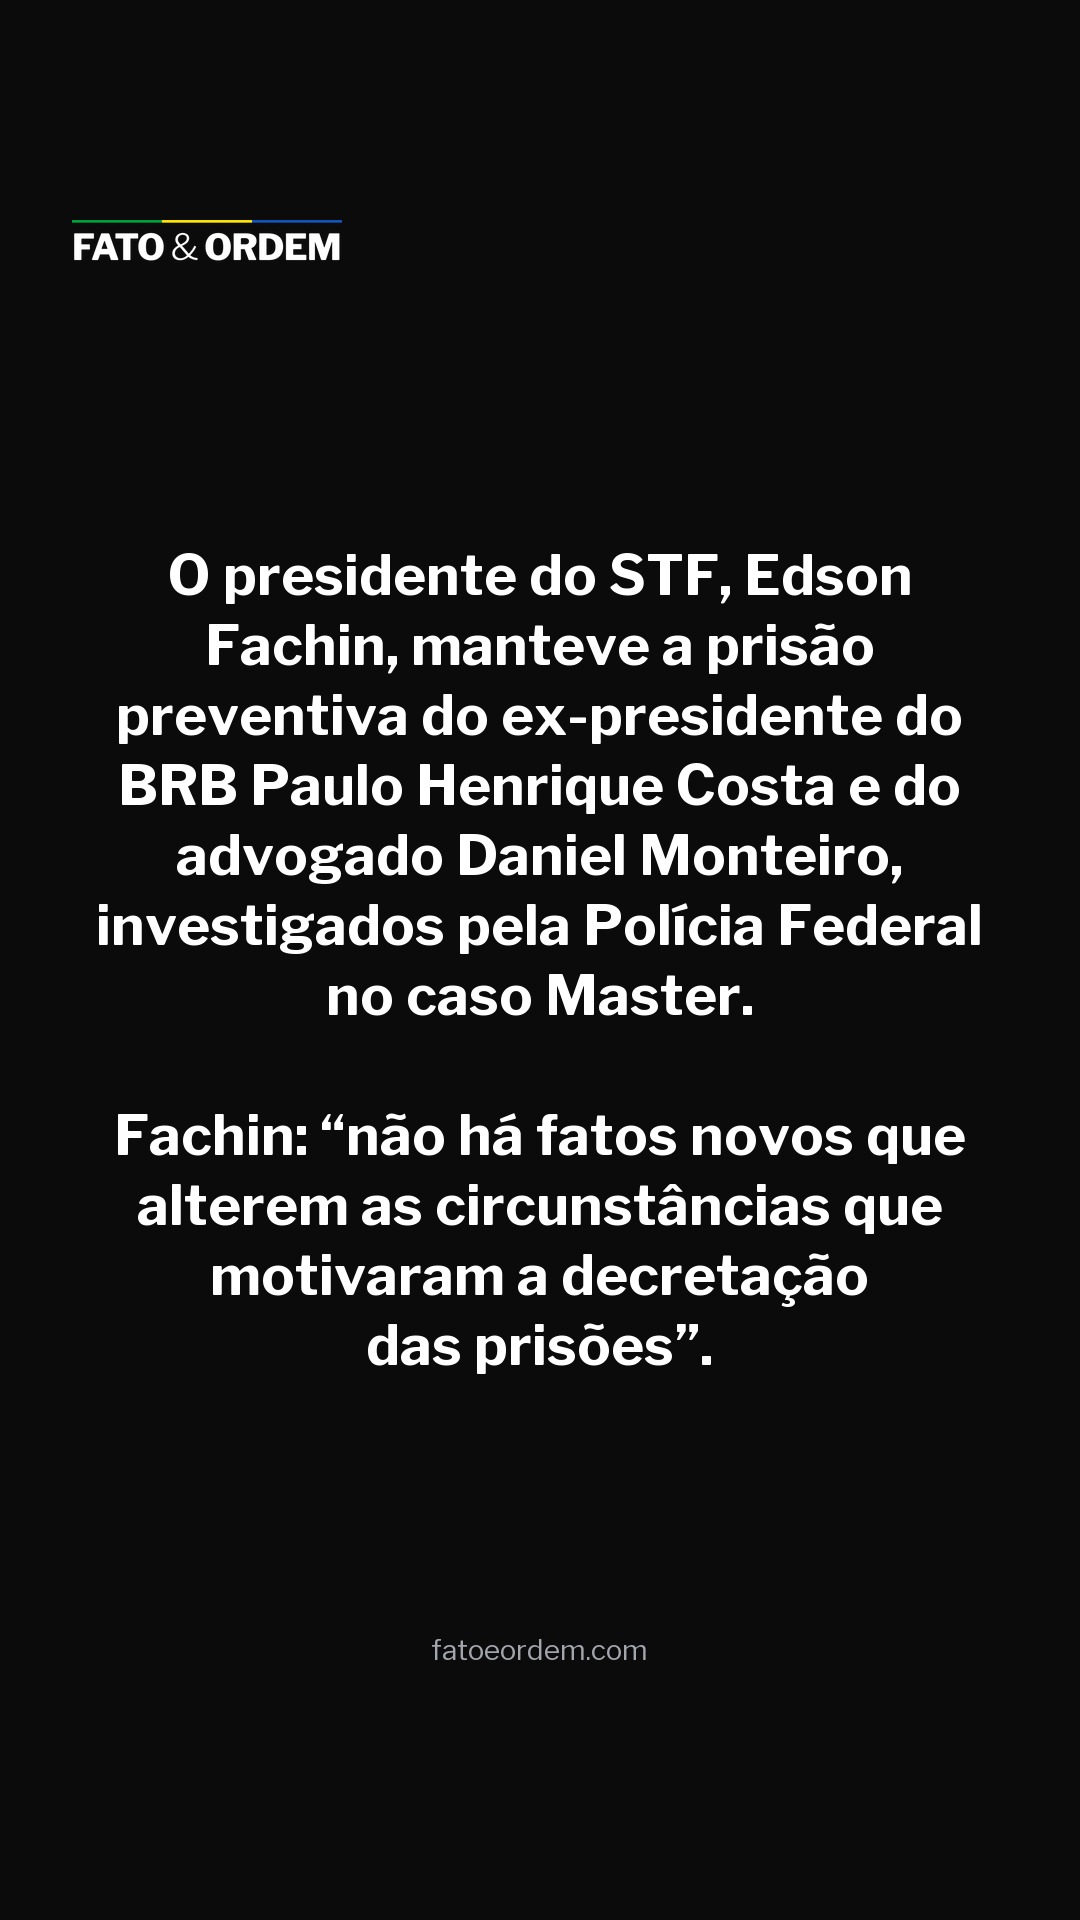 FATO & ORDEM
O presidente do STF, Edson
Fachin, manteve a prisão
preventiva do ex-presidente do
BRB Paulo Henrique Costa e do
advogado Daniel Monteiro,
investigados pela Polícia Federal
no caso Master.
Fachin: “não há fatos novos que
alterem as circunstâncias que
motivaram a decretação
das prisões”.
fatoeordem.com